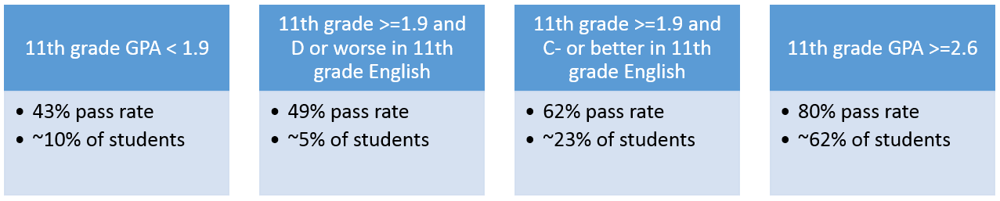 11th grade GPA < 1.9
• 43% pass rate
• ~10% of students
11th grade >=1.9 and
D or worse in 11th
grade English
• 49% pass rate
• ~5% of students
11th grade >=1.9 and
C- or better in 11th
grade English
• 62% pass rate
• ~23% of students
11th grade GPA >=2.6
• 80% pass rate
• ~62% of students